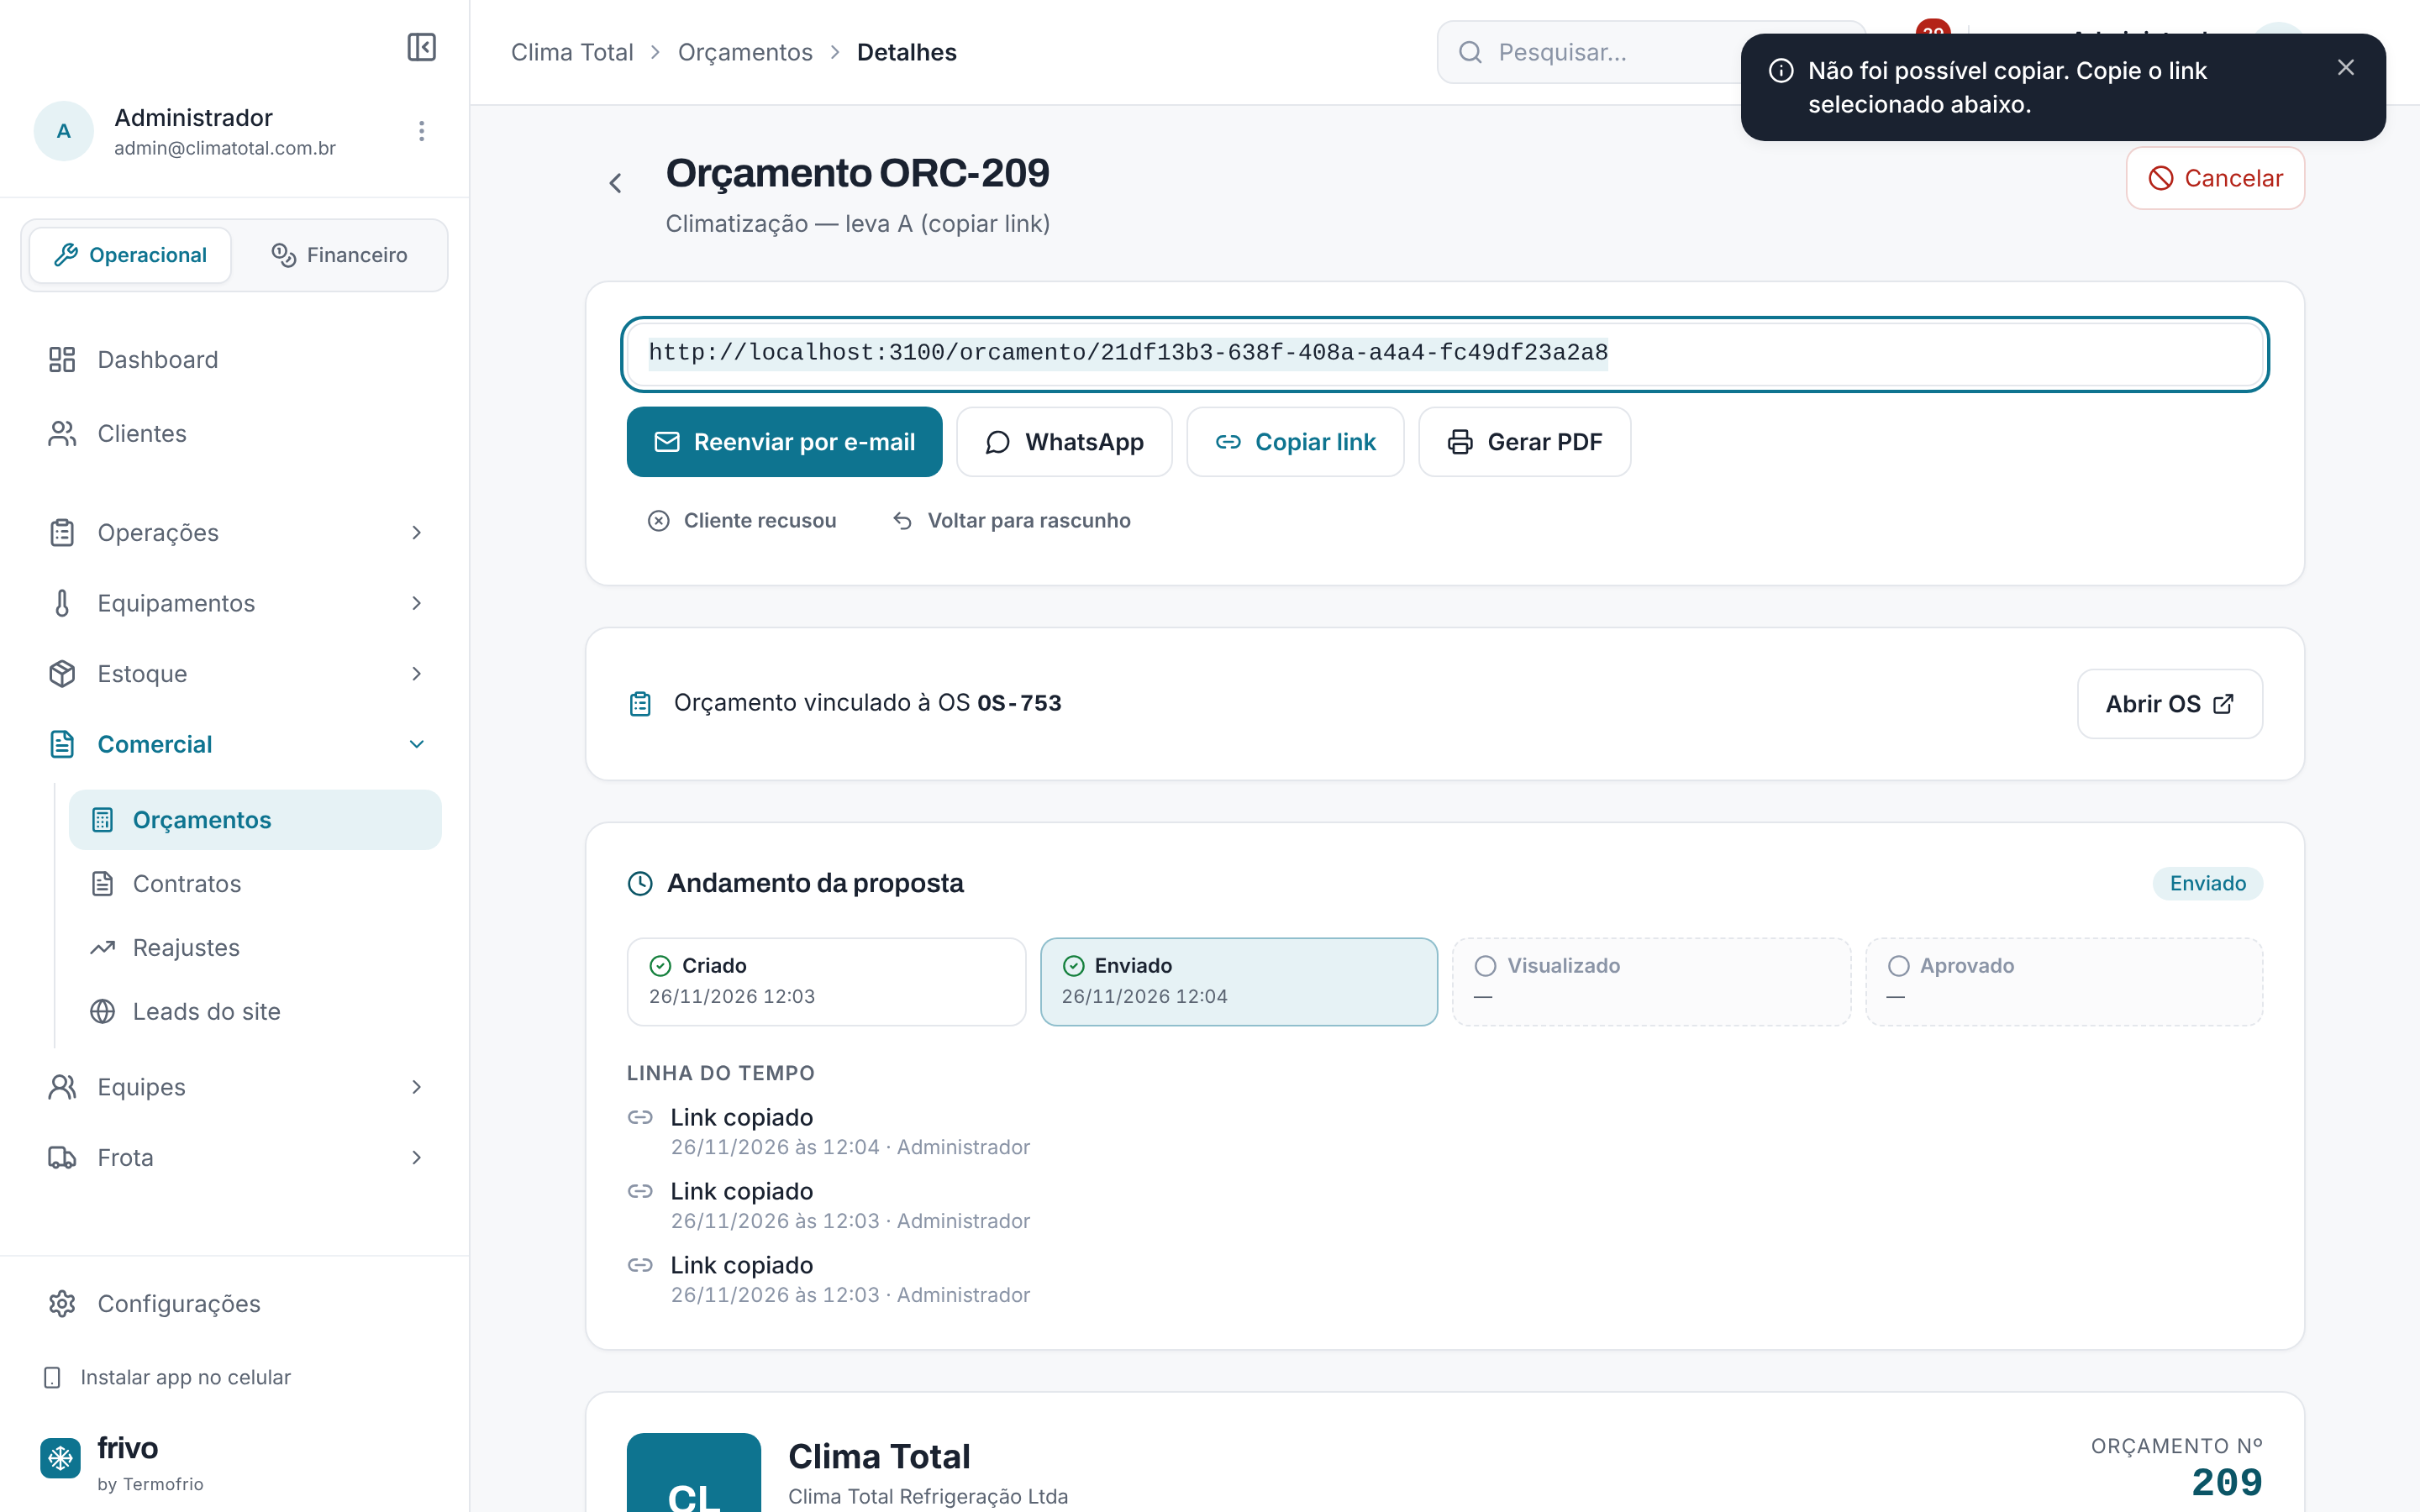 Clima Total > Orçamentos > Detalhes
Pesquisar...
Não foi possível copiar. Copie o link
selecionado abaixo.
A
Administrador
admin@climatotal.com.br
Operacional
Financeiro
Dashboard
Clientes
Operações
Equipamentos
Estoque
Comercial
Orçamentos
Contratos
Reajustes
Leads do site
Equipes
Frota
Configurações
Instalar app no celular
frivo
by Termofrio
Orçamento ORC-209
Climatização — leva A (copiar link)
Cancelar
http://localhost:3100/orcamento/21df13b3-638f-408a-a4a4-fc49df23a2a8
Reenviar por e-mail
WhatsApp
Copiar link
Gerar PDF
Cliente recusou
Voltar para rascunho
Orçamento vinculado à OS OS-753
Abrir OS
Andamento da proposta
Enviado
Criado
26/11/2026 12:03
Enviado
26/11/2026 12:04
Visualizado
—
Aprovado
—
LINHA DO TEMPO
Link copiado
26/11/2026 às 12:04 · Administrador
Link copiado
26/11/2026 às 12:03 · Administrador
Link copiado
26/11/2026 às 12:03 · Administrador
CL
Clima Total
Clima Total Refrigeração Ltda
ORÇAMENTO Nº
209